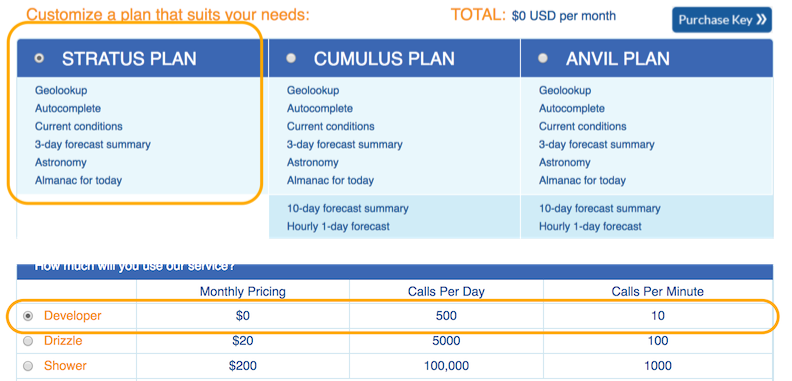 Customize a plan that suits your needs: TOTAL: $0 USD per month Purchase Key »
STRATUS PLAN CUMULUS PLAN ANVIL PLAN
Geolookup Geolookup Geolookup
Autocomplete Autocomplete Autocomplete
Current conditions Current conditions Current conditions
3-day forecast summary 3-day forecast summary 3-day forecast summary
Astronomy Astronomy Astronomy
Almanac for today Almanac for today Almanac for today
10-day forecast summary 10-day forecast summary
Hourly 1-day forecast Hourly 1-day forecast
How much will you use our service?
Monthly Pricing Calls Per Day Calls Per Minute
Developer $0 500 10
Drizzle $20 5000 100
Shower $200 100,000 1000